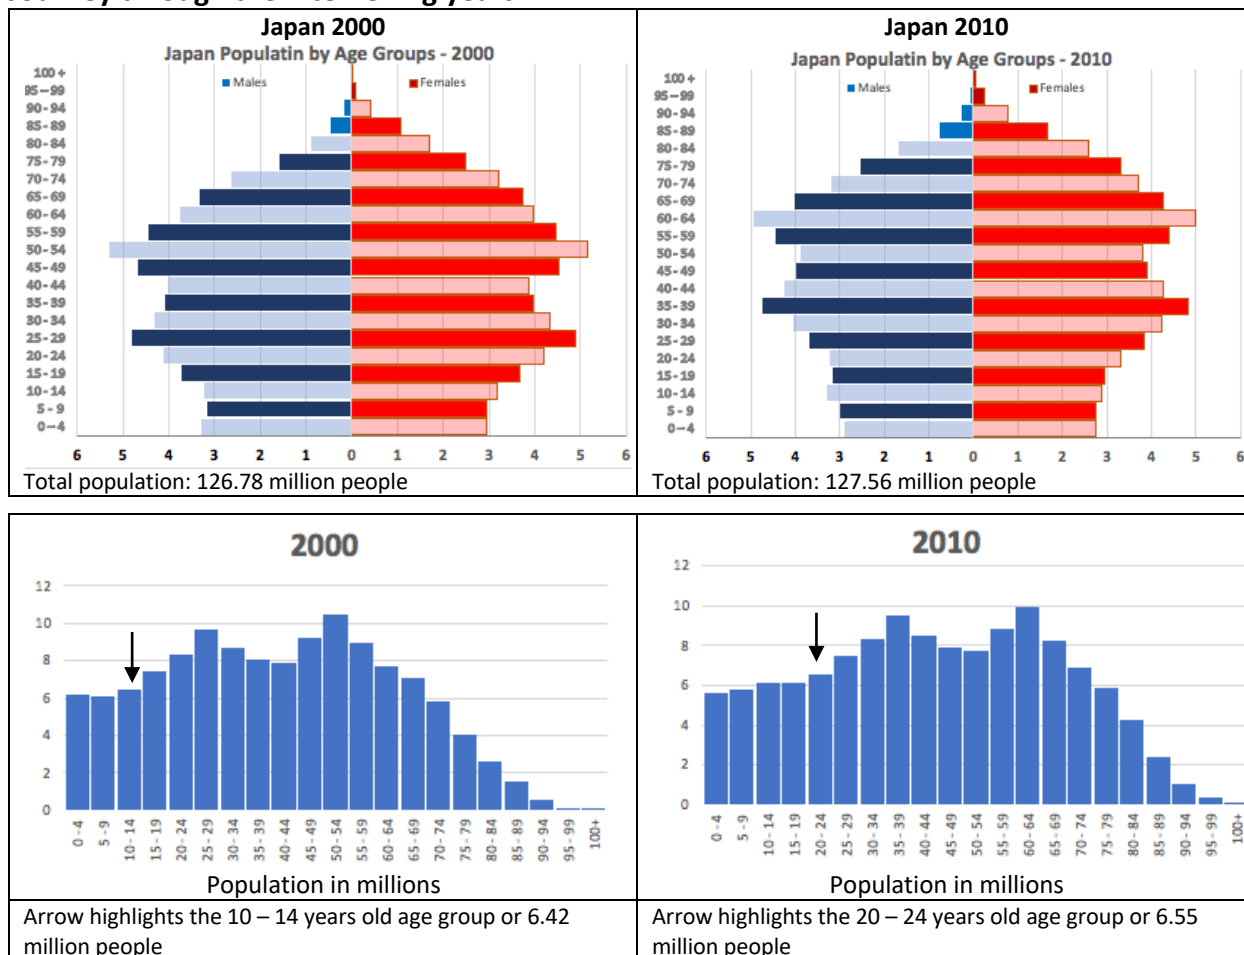 Japan 2000
Japan Populatin by Age Groups - 2000
Males
Females
100 +
95 – 99
90 - 94
85 - 89
80 - 84
75 - 79
70 - 74
65 - 69
60 - 64
55 - 59
50 - 54
45 - 49
40 - 44
35 - 39
30 - 34
25 - 29
20 - 24
15 - 19
10 - 14
5 - 9
0 – 4
6 5 4 3 2 1 0 1 2 3 4 5 6
Total population: 126.78 million people
Japan 2010
Japan Populatin by Age Groups - 2010
Males
Females
100 +
95 – 99
90 - 94
85 - 89
80 - 84
75 - 79
70 - 74
65 - 69
60 - 64
55 - 59
50 - 54
45 - 49
40 - 44
35 - 39
30 - 34
25 - 29
20 - 24
15 - 19
10 - 14
5 - 9
0 – 4
6 5 4 3 2 1 0 1 2 3 4 5 6
Total population: 127.56 million people
2000
12
10
8
6
4
2
0
0 - 4 5 - 9 10 - 14 15 - 19 20 - 24 25 - 29 30 - 34 35 - 39 40 - 44 45 - 49 50 - 54 55 - 59 60 - 64 65 - 69 70 - 74 75 - 79 80 - 84 85 - 89 90 - 94 95 - 99 100+
Population in millions
Arrow highlights the 10 – 14 years old age group or 6.42
million people
2010
12
10
8
6
4
2
0
0 - 4 5 - 9 10 - 14 15 - 19 20 - 24 25 - 29 30 - 34 35 - 39 40 - 44 45 - 49 50 - 54 55 - 59 60 - 64 65 - 69 70 - 74 75 - 79 80 - 84 85 - 89 90 - 94 95 - 99 100+
Population in millions
Arrow highlights the 20 – 24 years old age group or 6.55
million people